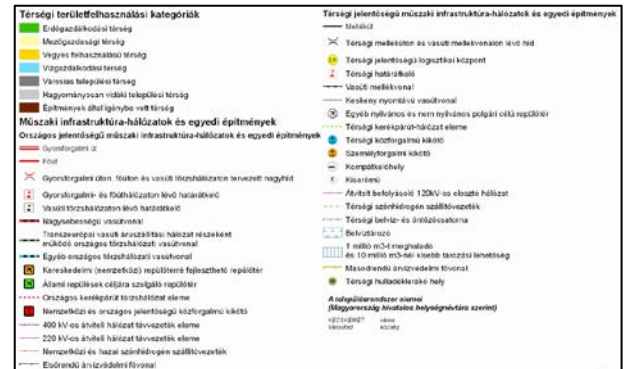 Térségi területfelhasználási kategóriák
Erdőgazdálkodási térség
Mezőgazdasági térség
Vegyes felhasználású térség
Vízgazdálkodási térség
Városias települési térség
Hagyományosan vidéki települési térség
Építmények által igénybe vett térség
Műszaki infrastruktúra-hálózatok és egyedi építmények
Országos jelentőségű műszaki infrastruktúra-hálózatok és egyedi építmények
Gyorsforgalmi út
Főút
Gyorsforgalmi úton, főúton és vasúti törzshálózaton tervezett nagyhíd
Gyorsforgalmi- és főúthálózaton lévő határátkelő
Vasúti törzshálózaton lévő határátkelő
Nagysebességű vasútvonal
Transzeurópai vasúti áruszállítási hálózat részeként
működő országos törzshálózati vasútvonal
Egyéb országos törzshálózati vasútvonal
Kereskedelmi (nemzetközi) repülőtérré fejleszthető repülőtér
Állami repülések céljára szolgáló repülőtér
Országos kerékpárút törzshálózat eleme
Nemzetközi és országos jelentőségű közforgalmú kikötő
400 kV-os átviteli hálózat távvezeték eleme
220 kV-os átviteli hálózat távvezeték eleme
Nemzetközi és hazai szénhidrogén szállítóvezeték
Elsőrendű árvízvédelmi fővonal
Térségi jelentőségű műszaki infrastruktúra-hálózatok és egyedi építmények
Mellékút
Térségi mellékúton és vasúti mellékvonalon lévő híd
Térségi jelentőségű logisztikai központ
Térségi határátkelő
Vasúti mellékvonal
Keskeny nyomtávú vasútvonal
Egyéb nyilvános és nem nyilvános polgári célú repülőtér
Térségi kerékpárút-hálózat eleme
Térségi közforgalmú kikötő
Személyforgalmi kikötő
Kompátkelőhely
Kiserőmű
Átvitelt befolyásoló 120kV-os elosztó hálózat
Térségi szénhidrogén szállítóvezeték
Térségi belvíz- és öntözőcsatorna
Belvíztározó
1 millió m3-t meghaladó
és 10 millió m3-nél kisebb tározási lehetőség
Másodrendű árvízvédelmi fővonal
Térségi hulladéklerakó hely
A településrendszer elemei
(Magyarország hivatalos helységnévtára szerint)
KECSKEMÉT város
község